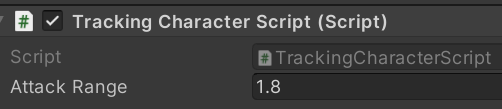 # Tracking Character Script (Script)
Script #TrackingCharacterScript
Attack Range 1.8